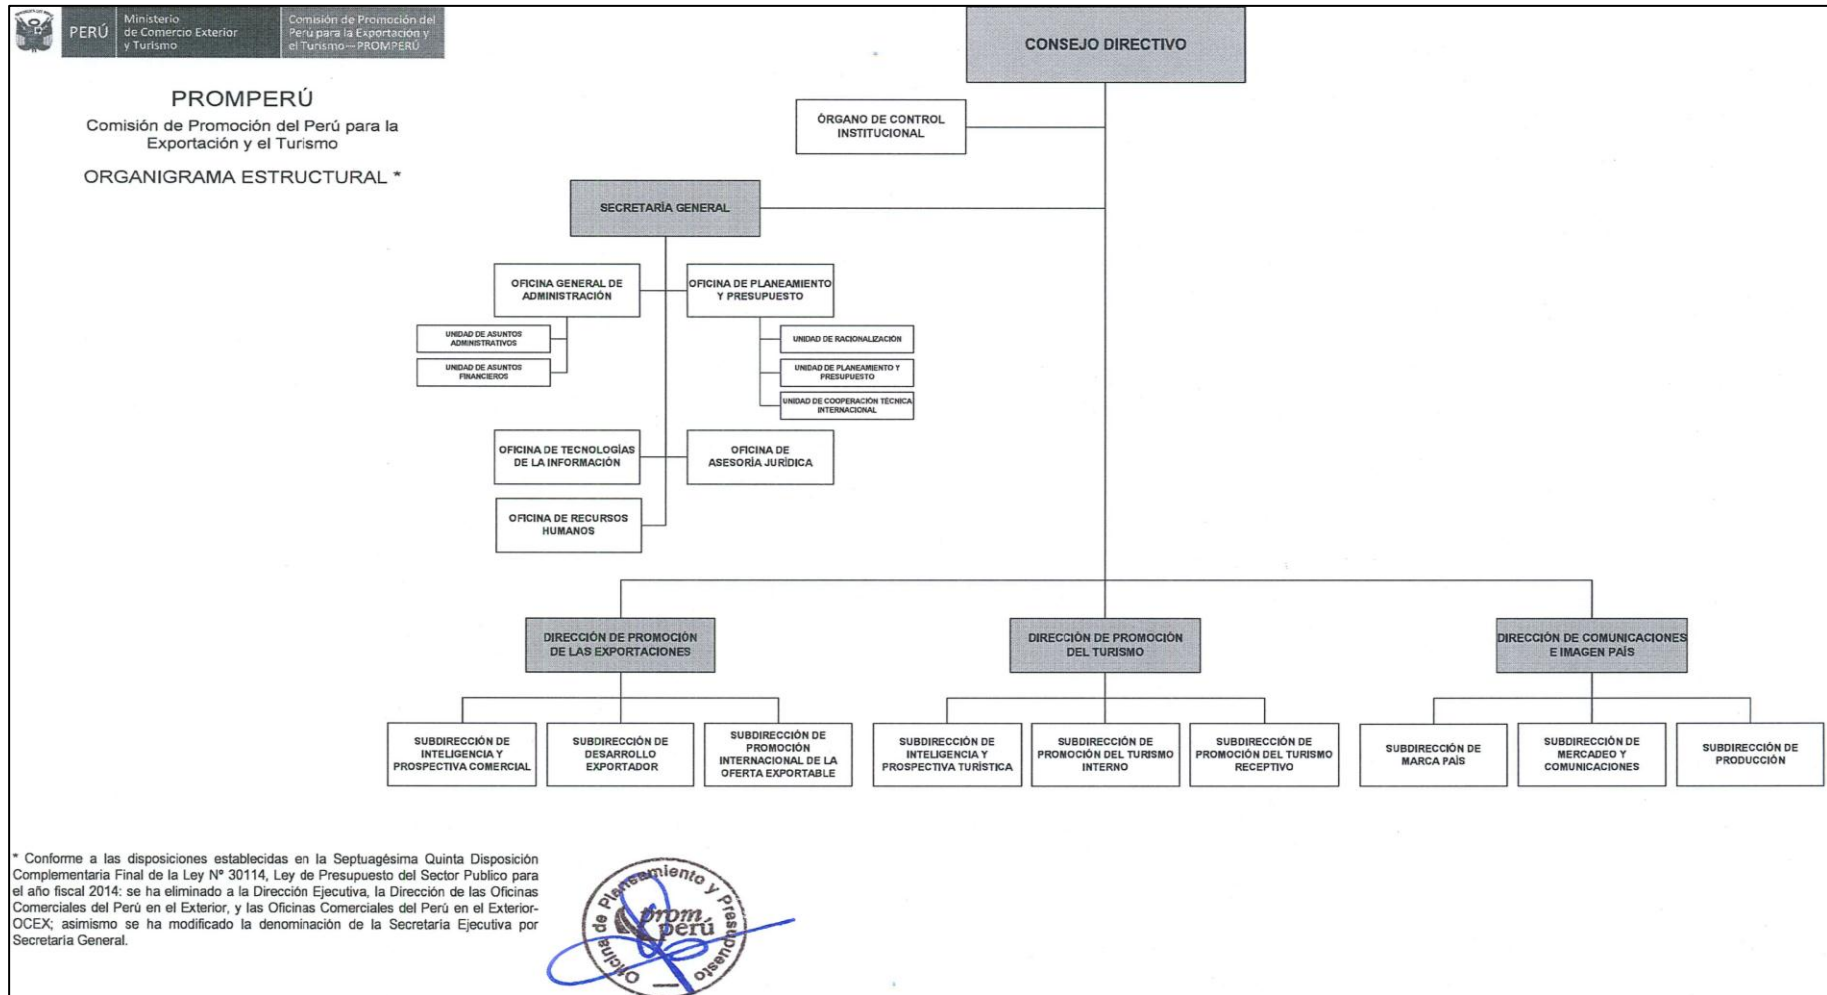 PERÚ
Ministerio
de Comercio Exterior
y Turismo
Comisión de Promoción del
Perú para la Exportación y
el Turismo—PROMPERÚ
PROMPERÚ
Comisión de Promoción del Perú para la
Exportación y el Turismo
ORGANIGRAMA ESTRUCTURAL *
CONSEJO DIRECTIVO
ÓRGANO DE CONTROL
INSTITUCIONAL
SECRETARÍA GENERAL
OFICINA GENERAL DE
ADMINISTRACIÓN
OFICINA DE PLANEAMIENTO
Y PRESUPUESTO
UNIDAD DE ASUNTOS
ADMINISTRATIVOS
UNIDAD DE ASUNTOS
FINANCIEROS
UNIDAD DE RACIONALIZACIÓN
UNIDAD DE PLANEAMIENTO Y
PRESUPUESTO
UNIDAD DE COOPERACIÓN TÉCNICA
INTERNACIONAL
OFICINA DE TECNOLOGÍAS
DE LA INFORMACIÓN
OFICINA DE
ASESORÍA JURÍDICA
OFICINA DE RECURSOS
HUMANOS
DIRECCIÓN DE PROMOCIÓN
DE LAS EXPORTACIONES
DIRECCIÓN DE PROMOCIÓN
DEL TURISMO
DIRECCIÓN DE COMUNICACIONES
E IMAGEN PAÍS
SUBDIRECCIÓN DE
INTELIGENCIA Y
PROSPECTIVA COMERCIAL
SUBDIRECCIÓN DE
DESARROLLO
EXPORTADOR
SUBDIRECCIÓN DE
PROMOCIÓN
INTERNACIONAL DE LA
OFERTA EXPORTABLE
SUBDIRECCIÓN DE
INTELIGENCIA Y
PROSPECTIVA TURÍSTICA
SUBDIRECCIÓN DE
PROMOCIÓN DEL TURISMO
INTERNO
SUBDIRECCIÓN DE
PROMOCIÓN DEL TURISMO
RECEPTIVO
SUBDIRECCIÓN DE
MARCA PAÍS
SUBDIRECCIÓN DE
MERCADEO Y
COMUNICACIONES
SUBDIRECCIÓN DE
PRODUCCIÓN
* Conforme a las disposiciones establecidas en la Septuagésima Quinta Disposición
Complementaria Final de la Ley Nº 30114, Ley de Presupuesto del Sector Publico para
el año fiscal 2014: se ha eliminado a la Dirección Ejecutiva, la Dirección de las Oficinas
Comerciales del Perú en el Exterior, y las Oficinas Comerciales del Perú en el Exterior-
OCEX; asimismo se ha modificado la denominación de la Secretaría Ejecutiva por
Secretaría General.
Oficina de Planeamiento y Presupuesto
prom
perú